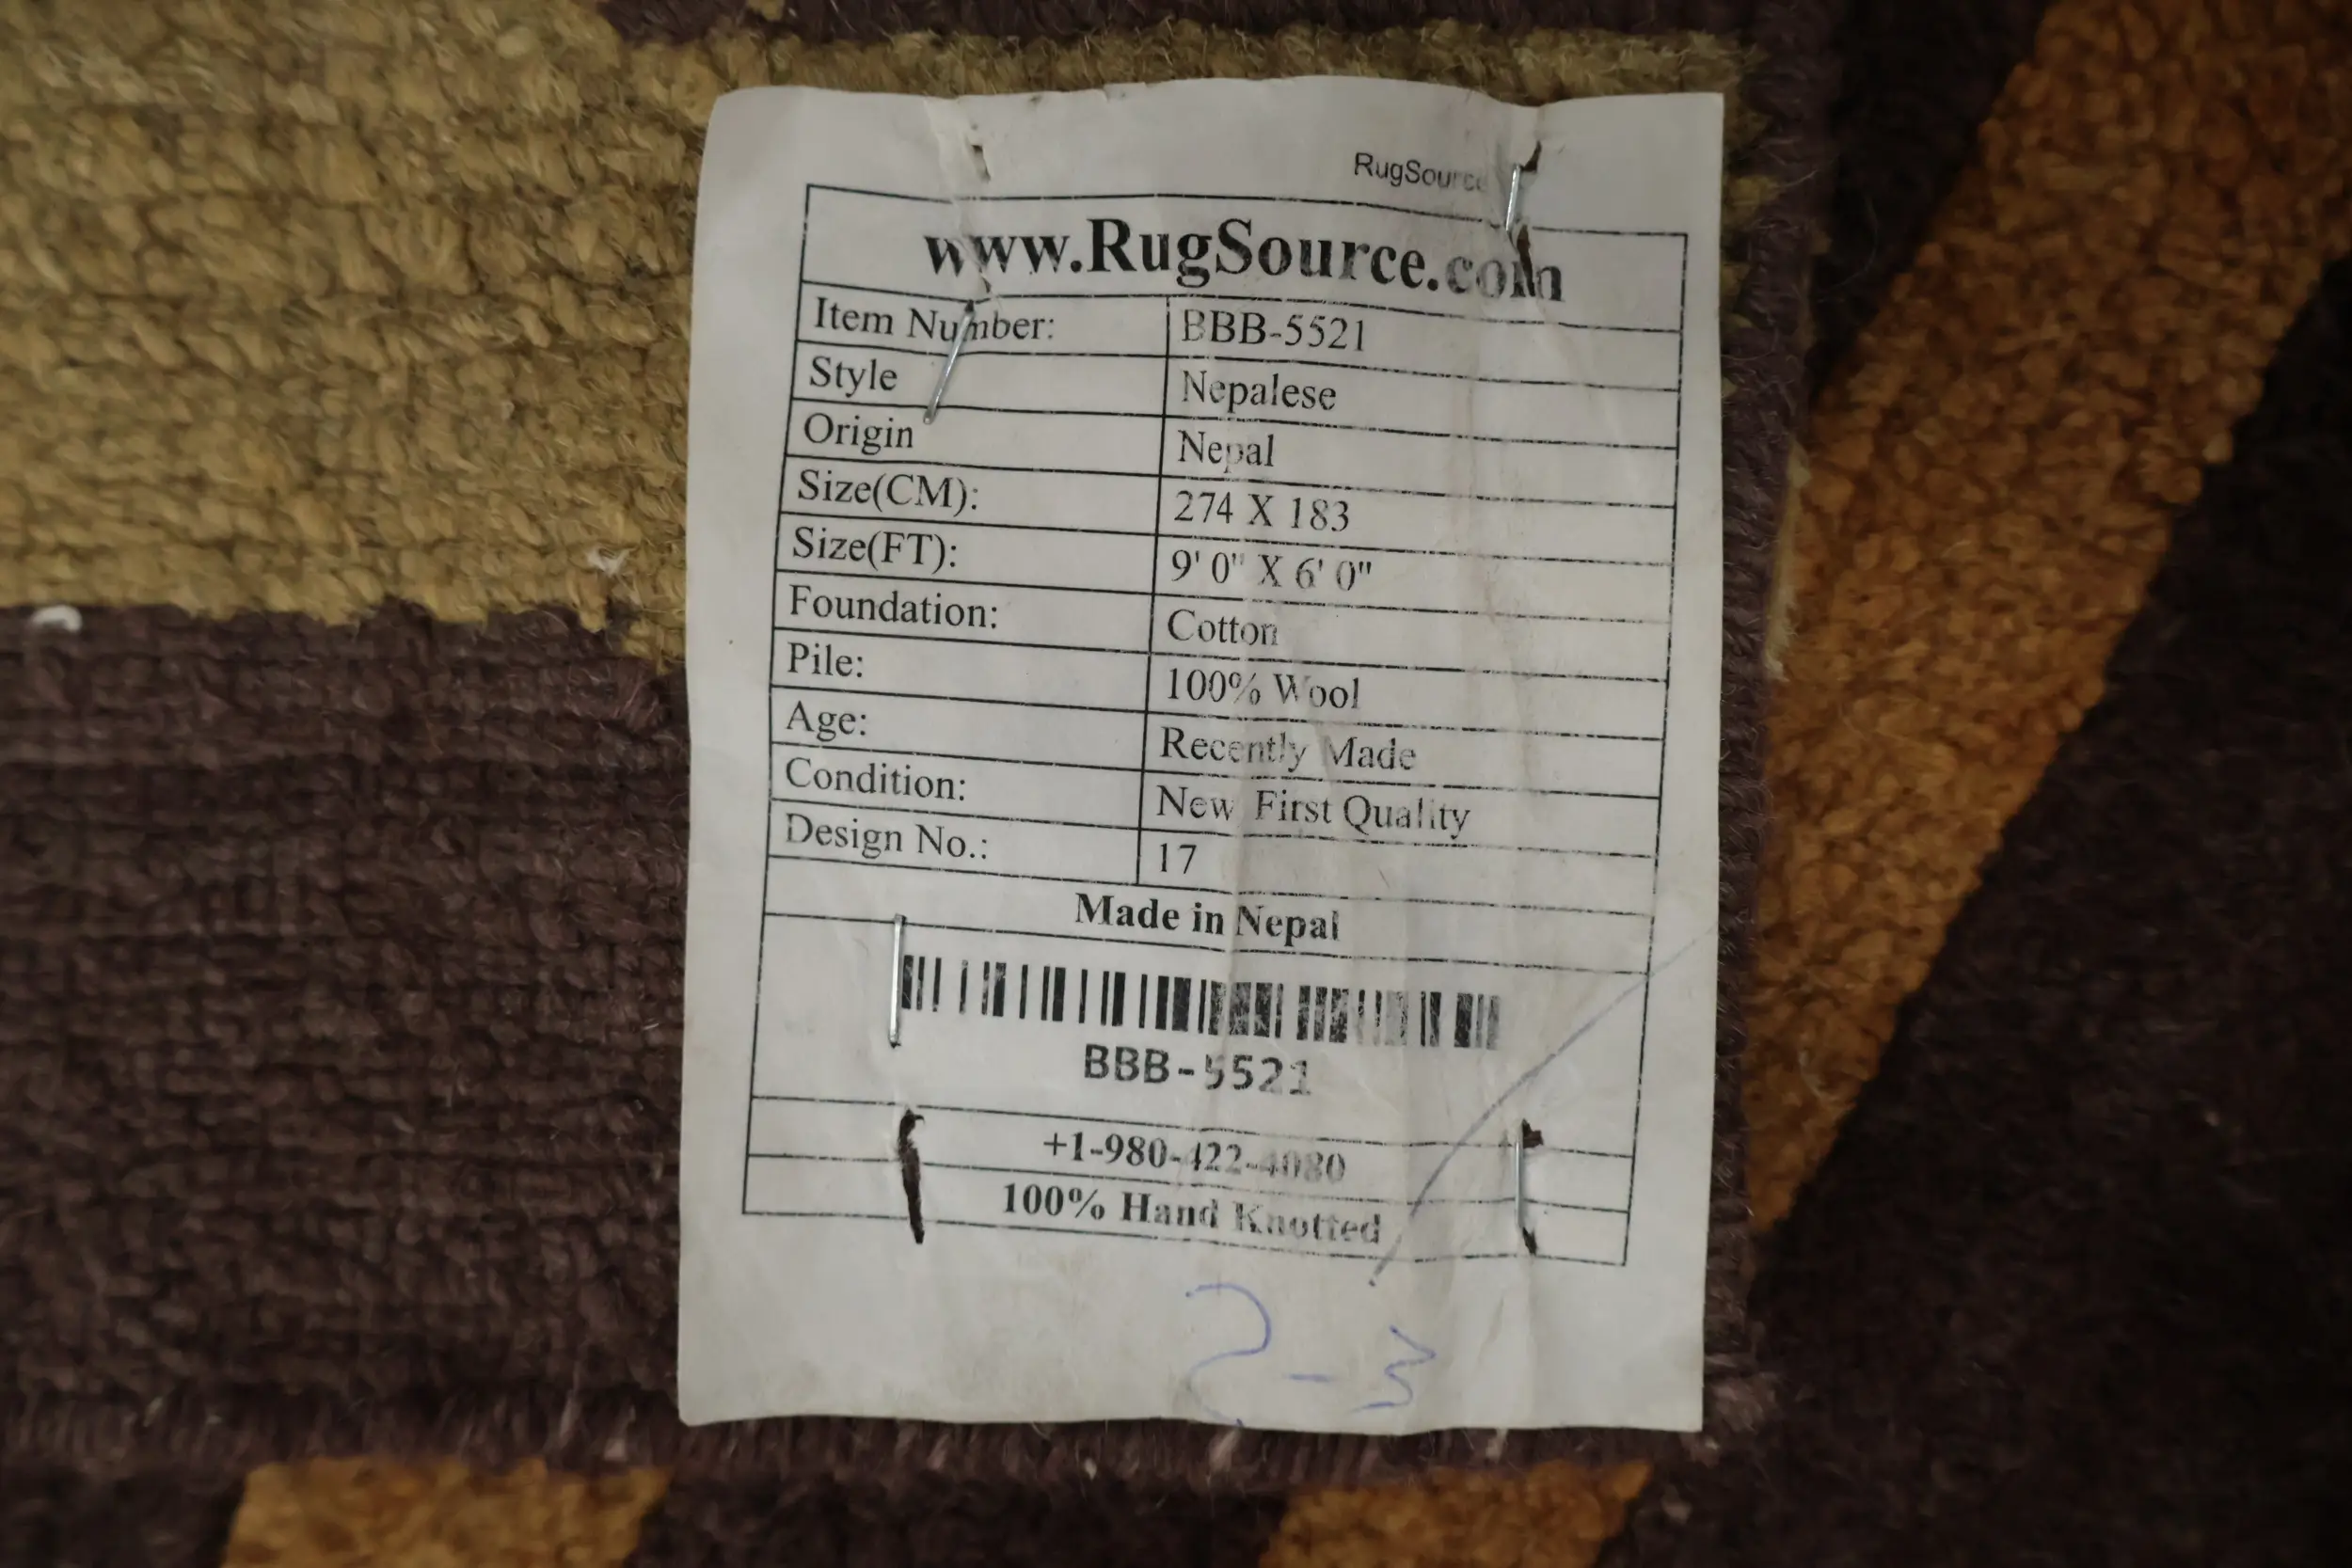 RugSource
www.RugSource.com
Item Number: BBB-5521
Style Nepalese
Origin Nepal
Size(CM): 274 X 183
Size(FT): 9' 0" X 6' 0"
Foundation: Cotton
Pile: 100% Wool
Age: Recently Made
Condition: New First Quality
Design No.: 17
Made in Nepal
BBB-5521
+1-980-422-4080
100% Hand Knotted